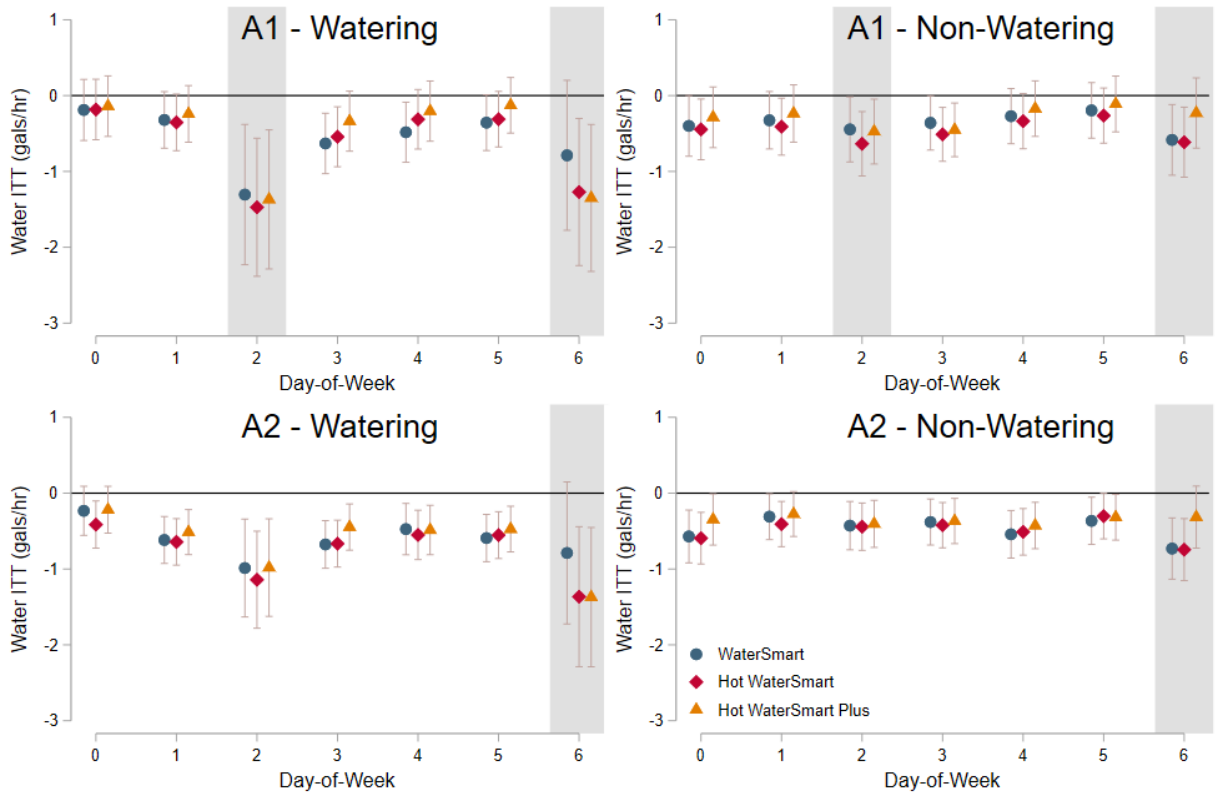 A1 - Watering
Water ITT (gals/hr)
1
0
-1
-2
-3
0 1 2 3 4 5 6
Day-of-Week
A1 - Non-Watering
Water ITT (gals/hr)
1
0
-1
-2
-3
0 1 2 3 4 5 6
Day-of-Week
A2 - Watering
Water ITT (gals/hr)
1
0
-1
-2
-3
0 1 2 3 4 5 6
Day-of-Week
A2 - Non-Watering
Water ITT (gals/hr)
1
0
-1
-2
-3
WaterSmart
Hot WaterSmart
Hot WaterSmart Plus
0 1 2 3 4 5 6
Day-of-Week